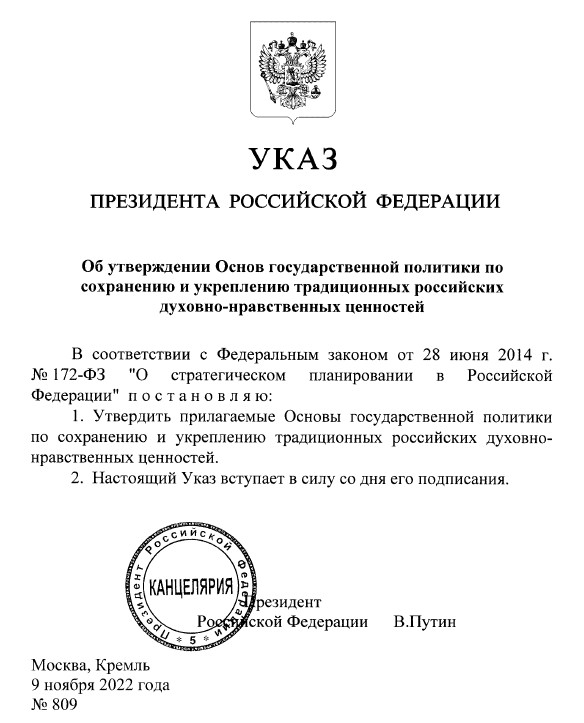 УКАЗ
ПРЕЗИДЕНТА РОССИЙСКОЙ ФЕДЕРАЦИИ
Об утверждении Основ государственной политики по
сохранению и укреплению традиционных российских
духовно-нравственных ценностей
В соответствии с Федеральным законом от 28 июня 2014 г.
№ 172-ФЗ "О стратегическом планировании в Российской
Федерации" п о с т а н о в л я ю:
1. Утвердить прилагаемые Основы государственной политики
по сохранению и укреплению традиционных российских духовно-
нравственных ценностей.
2. Настоящий Указ вступает в силу со дня его подписания.
Президент Российской Федерации
* 5 *
КАНЦЕЛЯРИЯ
Президент
Российской Федерации В.Путин
Москва, Кремль
9 ноября 2022 года
№ 809